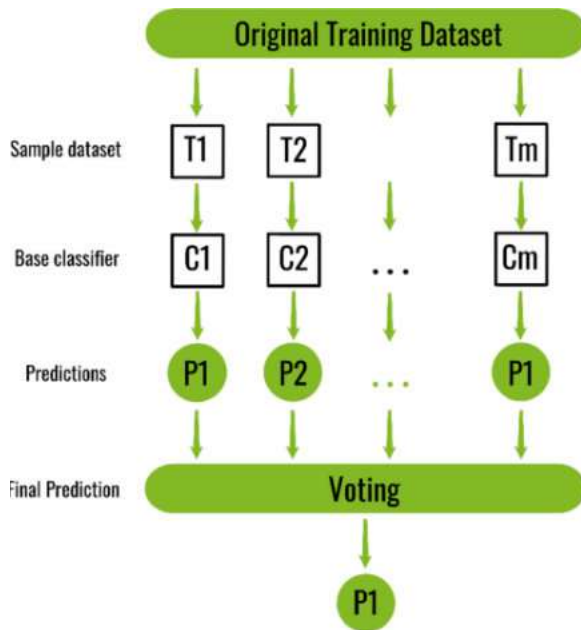 Original Training Dataset
Sample dataset T1 T2 Tm
Base classifier C1 C2 ... Cm
Predictions P1 P2 ... P1
Final Prediction Voting
P1